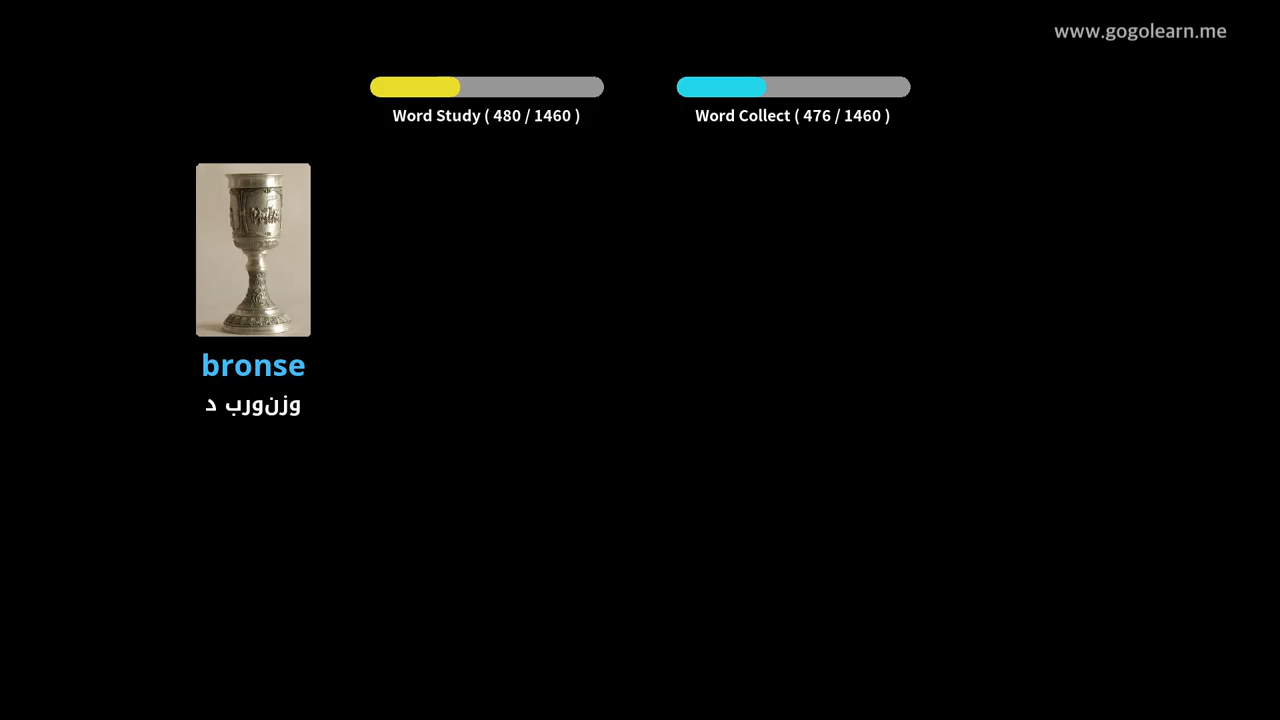 www.gogolearn.me
Word Study ( 480 / 1460 )
Word Collect ( 476 / 1460 )
bronse
وزنورب د